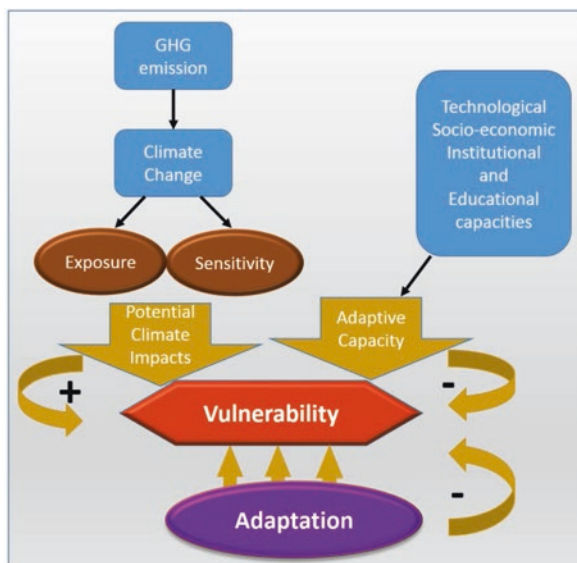 GHG
emission
Climate
Change
Exposure
Sensitivity
Technological
Socio-economic
Institutional
and
Educational
capacities
Potential
Climate
Impacts
Adaptive
Capacity
+
-
Vulnerability
-
Adaptation